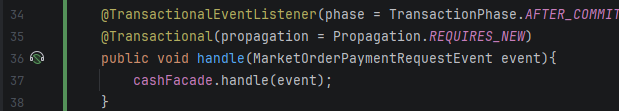 34 @TransactionalEventListener(phase = TransactionPhase.AFTER_COMMIT
35 @Transactional(propagation = Propagation.REQUIRES_NEW)
36 public void handle(MarketOrderPaymentRequestEvent event){
37 cashFacade.handle(event);
38 }